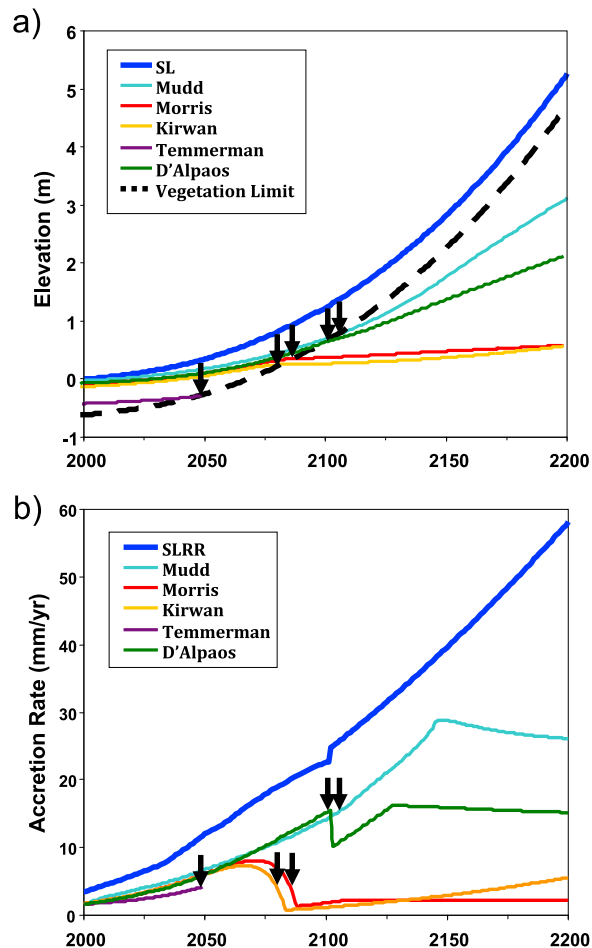 a)
6
5
4
3
2
1
0
-1
Elevation (m)
SL
Mudd
Morris
Kirwan
Temmerman
D'Alpaos
Vegetation Limit
2000 2050 2100 2150 2200
b)
60
50
40
30
20
10
0
Accretion Rate (mm/yr)
SLRR
Mudd
Morris
Kirwan
Temmerman
D'Alpaos
2000 2050 2100 2150 2200